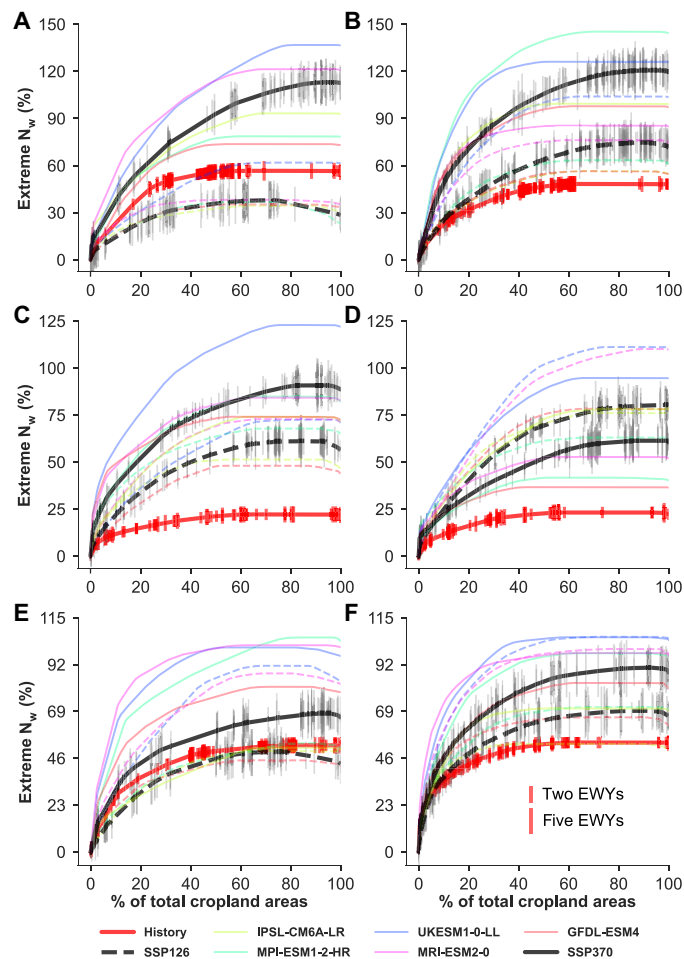 A
B
150
120
90
60
30
0
Extreme Nw (%)
0 20 40 60 80 100
150
120
90
60
30
0
0 20 40 60 80 100
C
D
125
100
75
50
25
0
Extreme Nw (%)
0 20 40 60 80 100
125
100
75
50
25
0
0 20 40 60 80 100
E
F
115
92
69
46
23
0
Extreme Nw (%)
0 20 40 60 80 100
% of total cropland areas
115
92
69
46
23
0
Two EWYs
Five EWYs
0 20 40 60 80 100
% of total cropland areas
History IPSL-CM6A-LR UKESM1-0-LL GFDL-ESM4
SSP126 MPI-ESM1-2-HR MRI-ESM2-0 SSP370